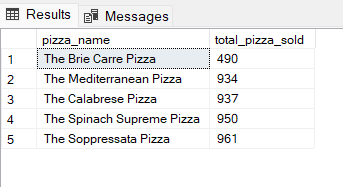 Results Messages
pizza_name total_pizza_sold
1 The Brie Carre Pizza 490
2 The Mediterranean Pizza 934
3 The Calabrese Pizza 937
4 The Spinach Supreme Pizza 950
5 The Soppressata Pizza 961